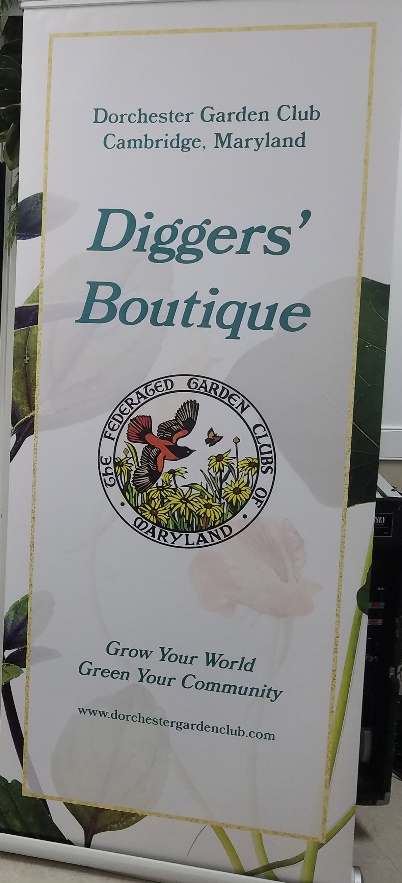 Dorchester Garden Club
Cambridge, Maryland
Diggers'
Boutique
THE FEDERATED GARDEN CLUBS OF
• MARYLAND •
Grow Your World
Green Your Community
www.dorchestergardenclub.com